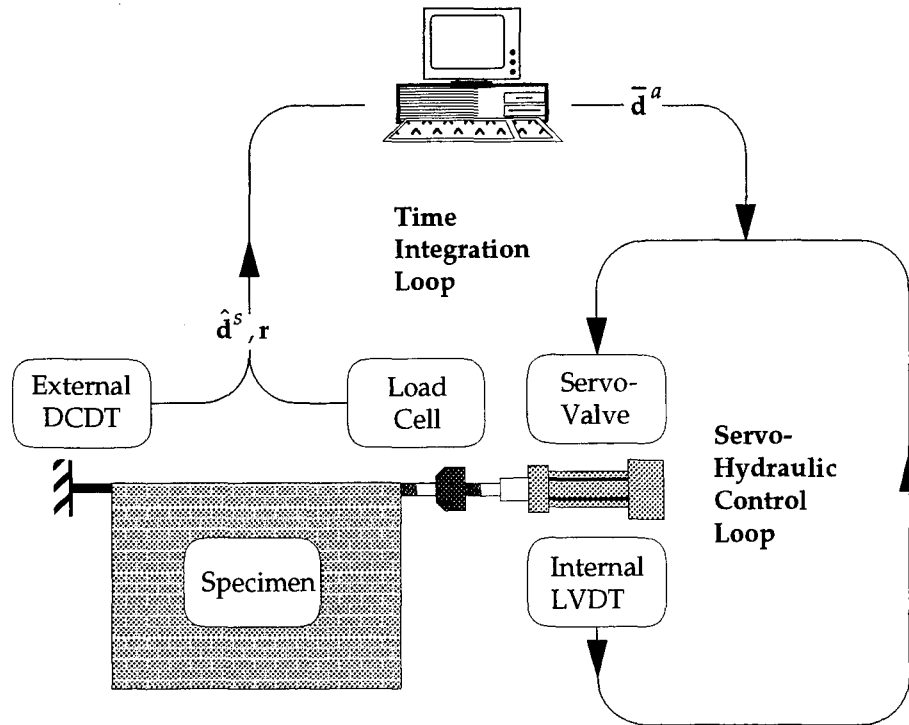 d̄ᵃ
Time
Integration
Loop
d̂ˢ, r
External
DCDT
Load
Cell
Servo-
Valve
Servo-
Hydraulic
Control
Loop
Specimen
Internal
LVDT